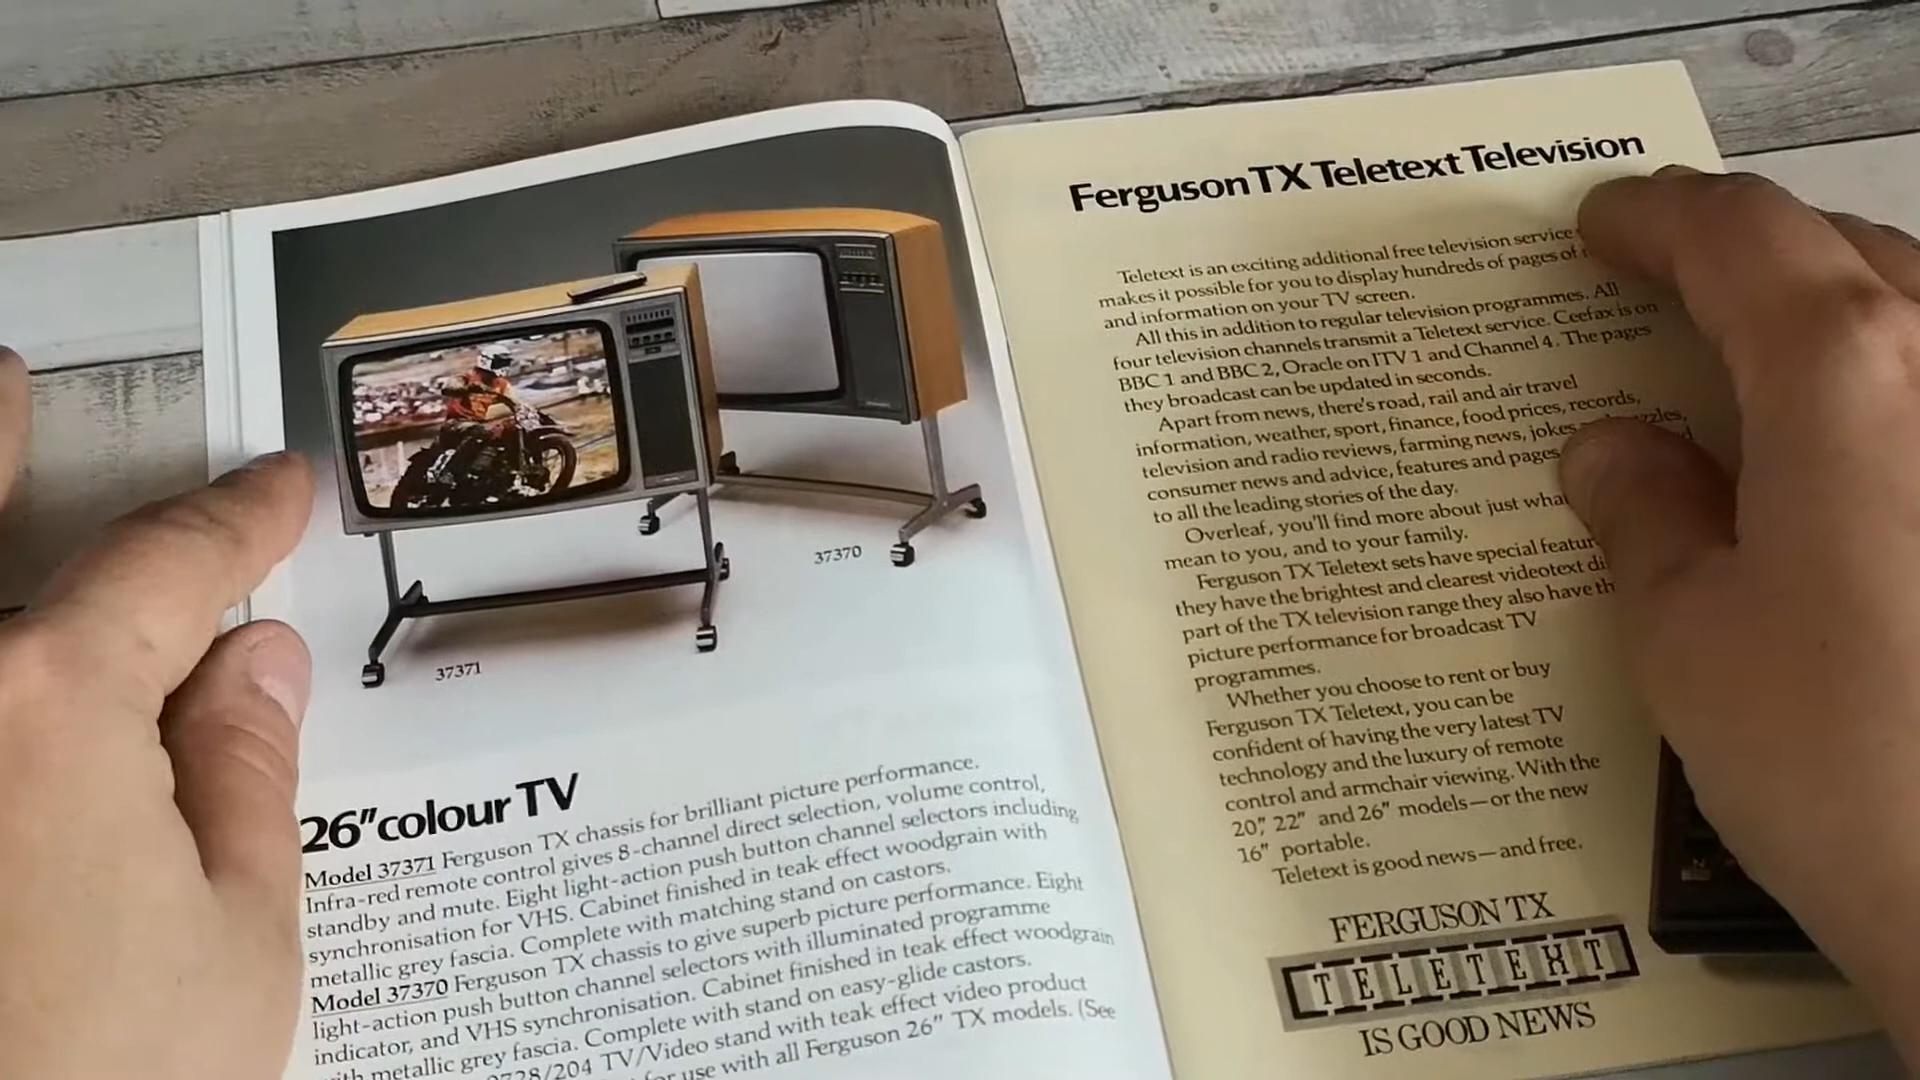 37370
37371
26" colour TV
Model 37371 Ferguson TX chassis for brilliant picture performance.
Infra-red remote control gives 8-channel direct selection, volume control,
standby and mute. Eight light-action push button channel selectors including
synchronisation for VHS. Cabinet finished in teak effect woodgrain with
metallic grey fascia. Complete with matching stand on castors.
Model 37370 Ferguson TX chassis to give superb picture performance. Eight
light-action push button channel selectors with illuminated programme
indicator, and VHS synchronisation. Cabinet finished in teak effect woodgrain
with metallic grey fascia. Complete with stand on easy-glide castors.
TV/Video stand with teak effect video product
for use with all Ferguson 26" TX models. (See
Ferguson TX Teletext Television
Teletext is an exciting additional free television service
makes it possible for you to display hundreds of pages of
and information on your TV screen.
All this in addition to regular television programmes. All
four television channels transmit a Teletext service. Ceefax is on
BBC 1 and BBC 2, Oracle on ITV 1 and Channel 4. The pages
they broadcast can be updated in seconds.
Apart from news, there's road, rail and air travel
information, weather, sport, finance, food prices, records,
television and radio reviews, farming news, jokes
consumer news and advice, features and pages
to all the leading stories of the day.
Overleaf, you'll find more about just what
mean to you, and to your family.
Ferguson TX Teletext sets have special
they have the brightest and clearest videotext
part of the TX television range they also have
picture performance for broadcast TV
programmes.
Whether you choose to rent or buy
Ferguson TX Teletext, you can be
confident of having the very latest TV
technology and the luxury of remote
control and armchair viewing. With the
20", 22" and 26" models—or the new
16" portable.
Teletext is good news—and free.
FERGUSON TX
TELETEXT
IS GOOD NEWS